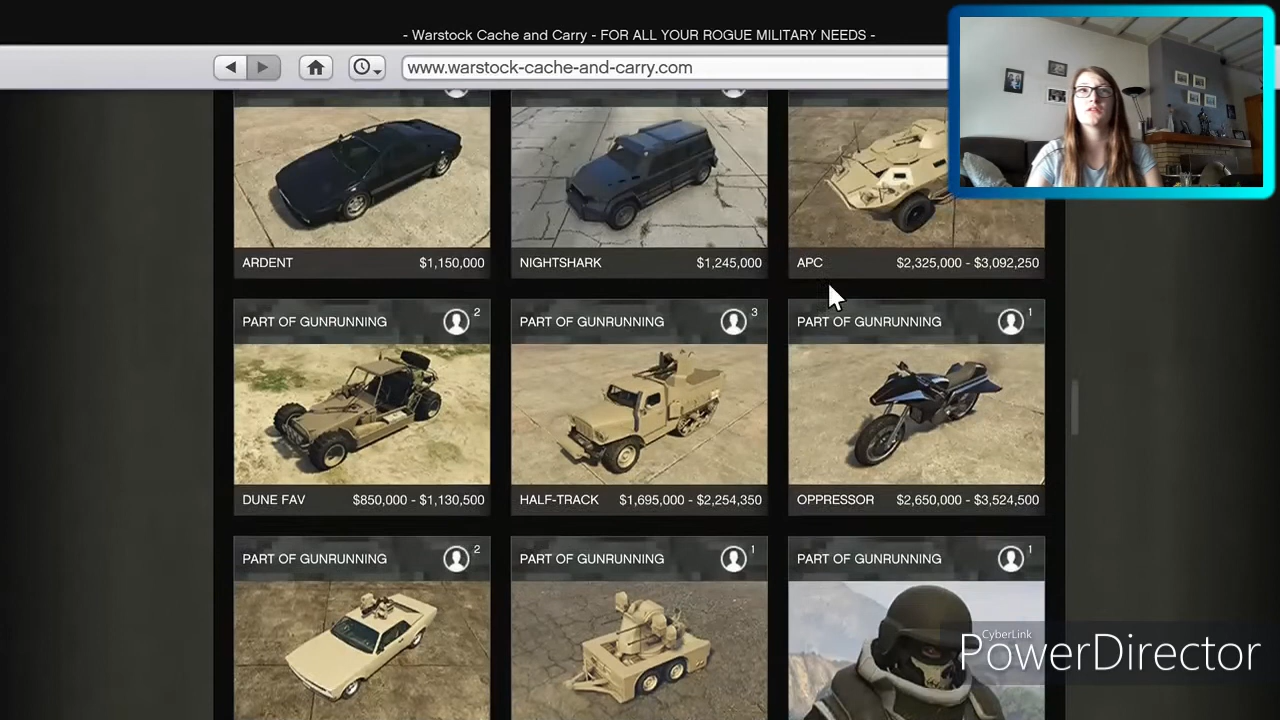 - Warstock Cache and Carry - FOR ALL YOUR ROGUE MILITARY NEEDS -
www.warstock-cache-and-carry.com
ARDENT $1,150,000
NIGHTSHARK $1,245,000
APC $2,325,000 - $3,092,250
PART OF GUNRUNNING 2
PART OF GUNRUNNING 3
PART OF GUNRUNNING 1
DUNE FAV $850,000 - $1,130,500
HALF-TRACK $1,695,000 - $2,254,350
OPPRESSOR $2,650,000 - $3,524,500
PART OF GUNRUNNING 2
PART OF GUNRUNNING 1
PART OF GUNRUNNING 1
CyberLink
PowerDirector